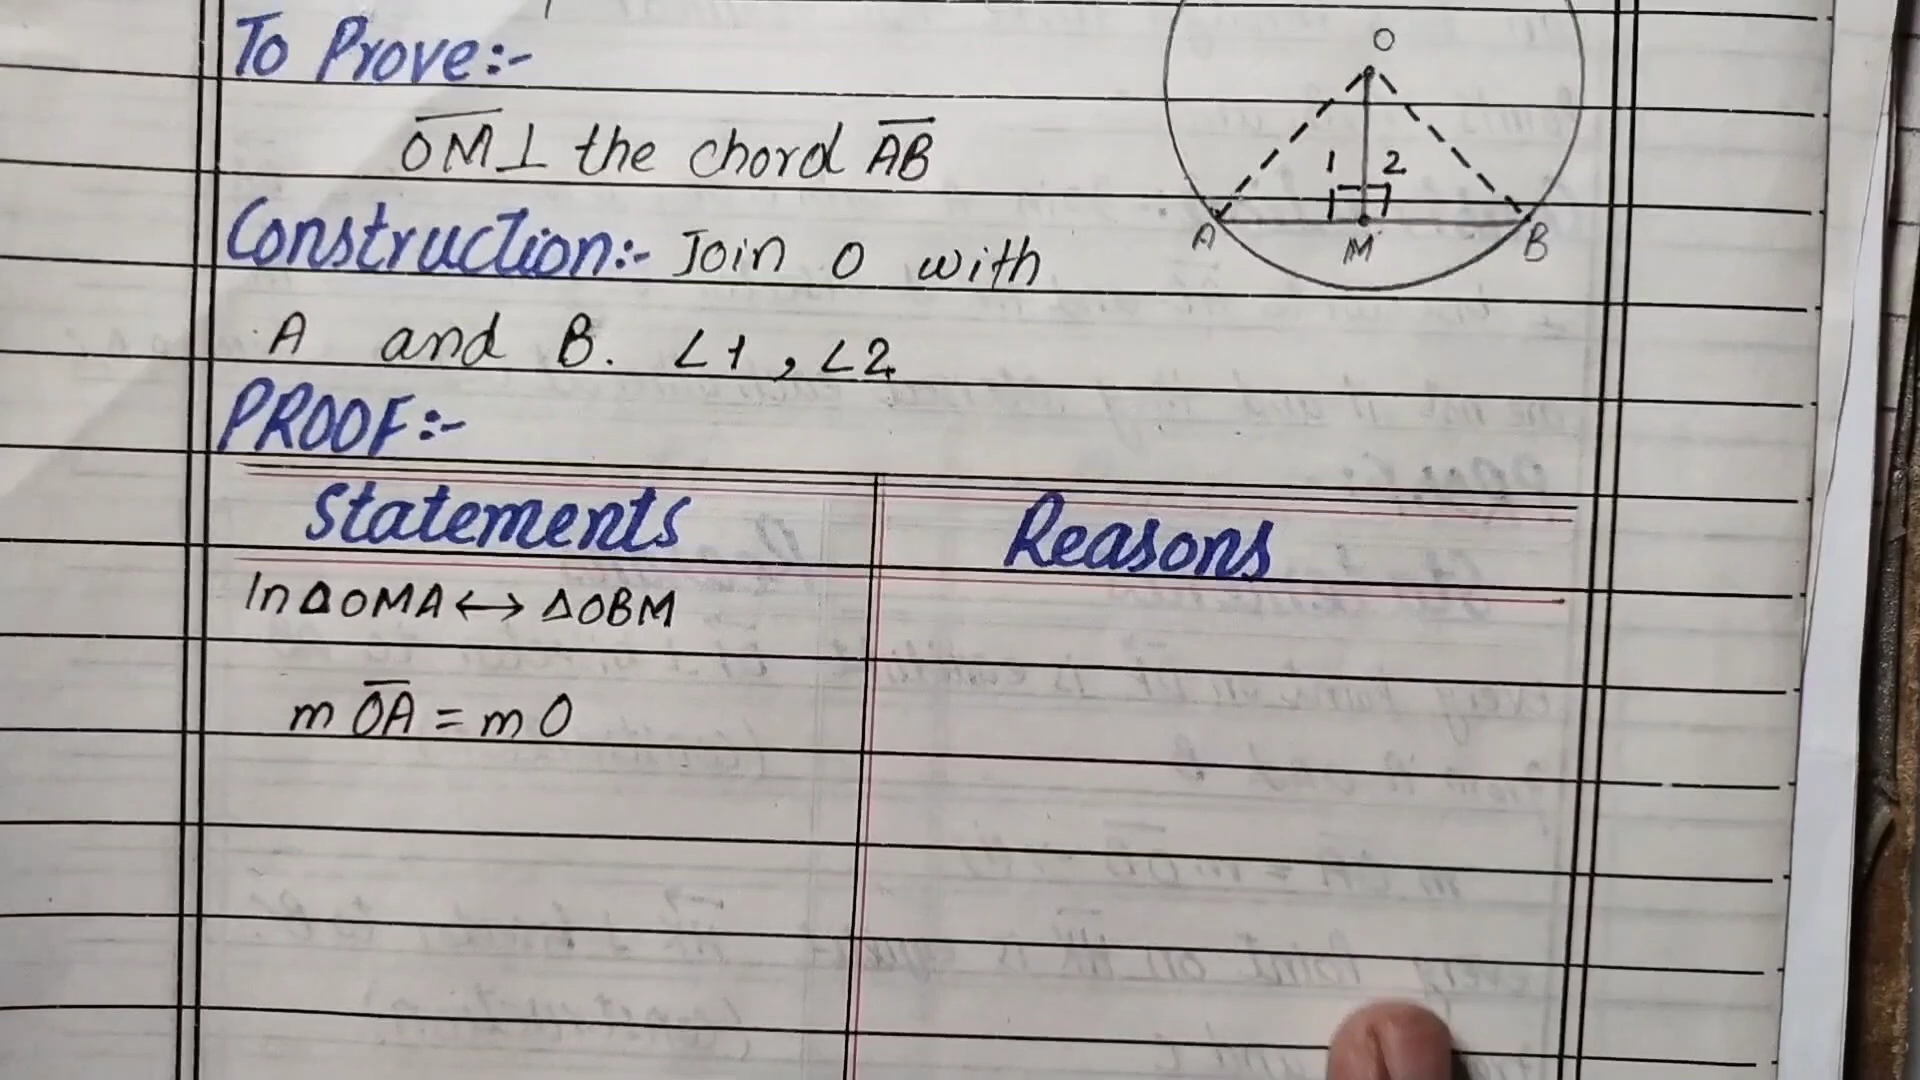 To Prove:-
OM ⊥ the chord AB
Construction:- Join O with
A and B. ∠1, ∠2
PROOF:-
Statements Reasons
In ΔOMA ↔ ΔOBM
m OA = m O
O
1 2
A M B